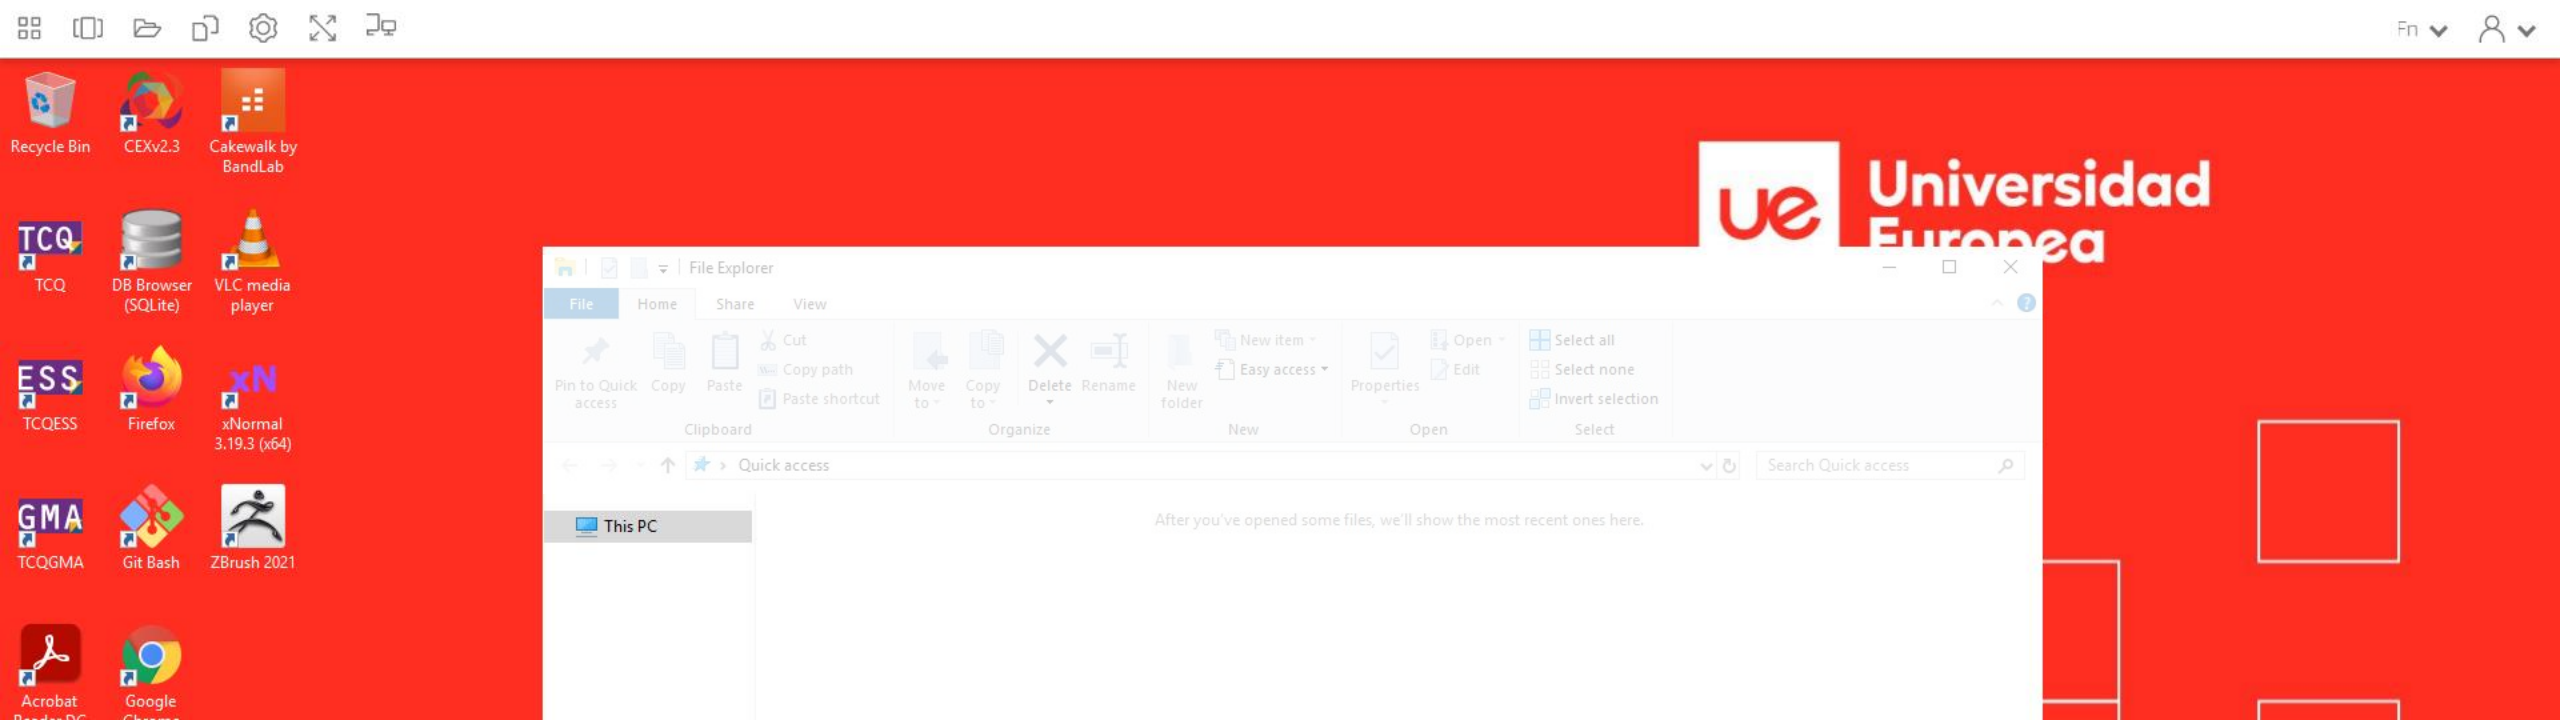 Fn
Recycle Bin
CEXv2.3
Cakewalk by
BandLab
ue
Universidad
Europea
TCQ
TCQ
DB Browser
(SQLite)
VLC media
player
File Explorer
File
Home
Share
View
Pin to Quick
access
Copy
Paste
Cut
Copy path
Paste shortcut
Clipboard
Move
to
Copy
to
Delete
Rename
Organize
New
folder
New item
Easy access
New
Properties
Open
Edit
Open
Select all
Select none
Invert selection
Select
ESS
TCQESS
Firefox
xN
xNormal
3.19.3 (x64)
Quick access
Search Quick access
GMA
TCQGMA
Git Bash
ZBrush 2021
This PC
After you've opened some files, we'll show the most recent ones here.
Acrobat
Reader DC
Google
Chrome